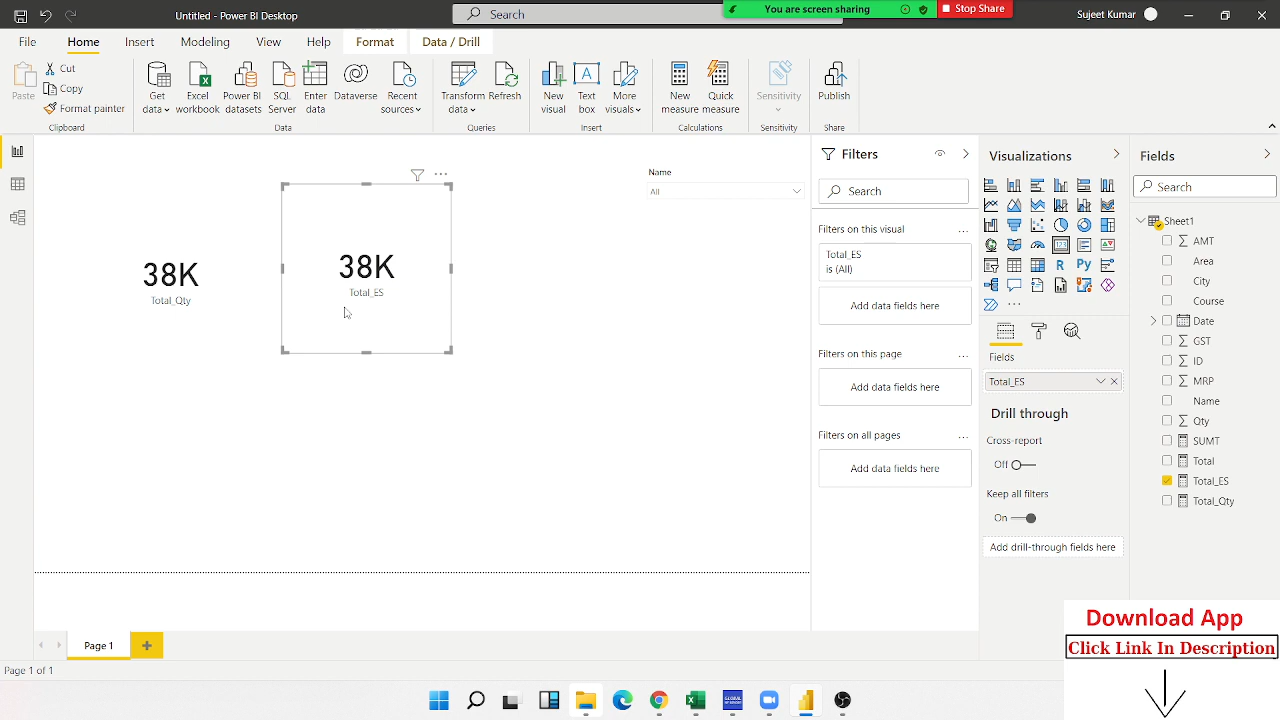 Untitled - Power BI Desktop
Search
You are screen sharing
Stop Share
Sujeet Kumar
File
Home
Insert
Modeling
View
Help
Format
Data / Drill
Paste
Cut
Copy
Format painter
Clipboard
Get data
Excel workbook
Power BI datasets
SQL Server
Enter data
Dataverse
Recent sources
Data
Transform data
Refresh
Queries
New visual
Text box
More visuals
Insert
New measure
Quick measure
Calculations
Sensitivity
Sensitivity
Publish
Share
38K
Total_Qty
38K
Total_ES
Name
All
Filters
Search
Filters on this visual
Total_ES
is (All)
Add data fields here
Filters on this page
Add data fields here
Filters on all pages
Add data fields here
Visualizations
R
Py
123
Fields
Total_ES
Drill through
Cross-report
Off
Keep all filters
On
Add drill-through fields here
Fields
Search
Sheet1
AMT
Area
City
Course
Date
GST
ID
MRP
Name
Qty
SUMT
Total
Total_ES
Total_Qty
Page 1
Page 1 of 1
Download App
Click Link In Description